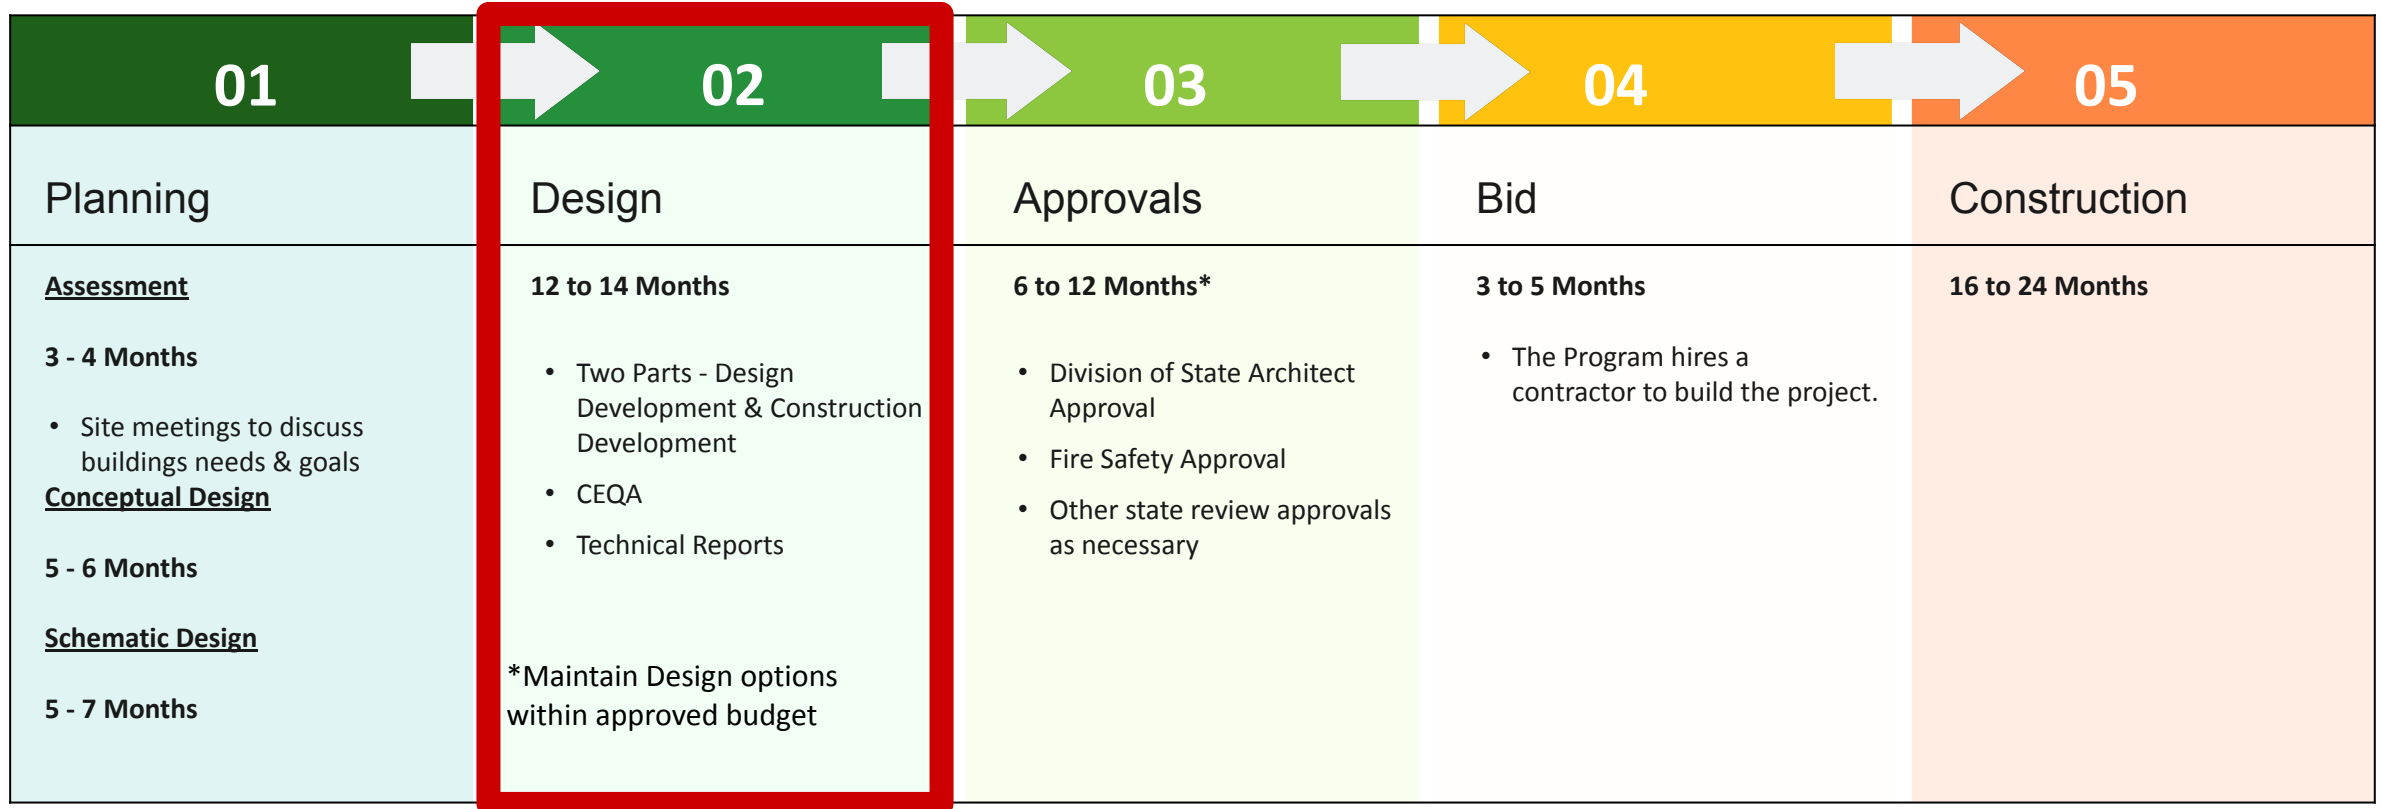 01
02
03
04
05
Planning
Design
Approvals
Bid
Construction
Assessment
3 - 4 Months
• Site meetings to discuss
buildings needs & goals
Conceptual Design
5 - 6 Months
Schematic Design
5 - 7 Months
12 to 14 Months
• Two Parts - Design
Development & Construction
Development
• CEQA
• Technical Reports
*Maintain Design options
within approved budget
6 to 12 Months*
• Division of State Architect
Approval
• Fire Safety Approval
• Other state review approvals
as necessary
3 to 5 Months
• The Program hires a
contractor to build the project.
16 to 24 Months